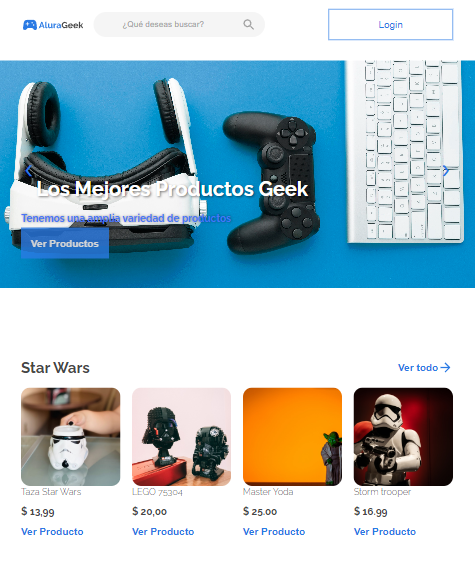 AluraGeek
¿Qué deseas buscar?
Login
Los Mejores Productos Geek
Tenemos una amplia variedad de productos
Ver Productos
Star Wars
Ver todo
Taza Star Wars
LEGO 75304
Master Yoda
Storm trooper
$ 13,99
$ 20,00
$ 25.00
$ 16.99
Ver Producto
Ver Producto
Ver Producto
Ver Producto